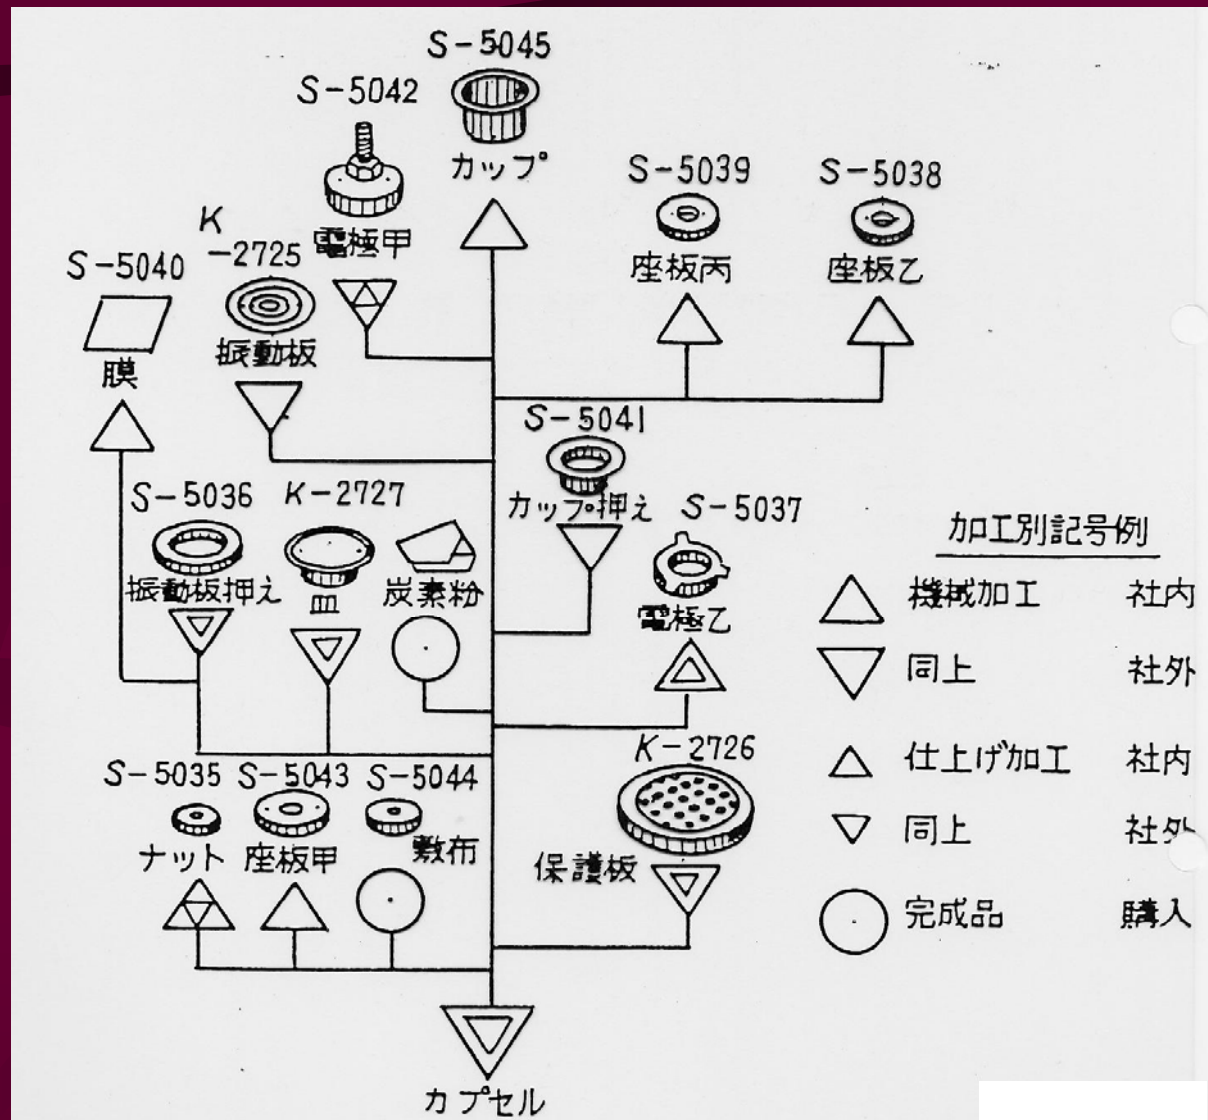 S-5045
カップ
S-5042
電極甲
S-5039
座板丙
S-5038
座板乙
K
-2725
振動板
S-5040
膜
S-5041
カップ押え
S-5037
電極乙
S-5036
振動板押え
K-2727
皿
炭素粉
K-2726
保護板
S-5035
ナット
S-5043
座板甲
S-5044
敷布
カプセル
加工別記号例
機械加工 社内
同上 社外
仕上げ加工 社内
同上 社外
完成品 購入